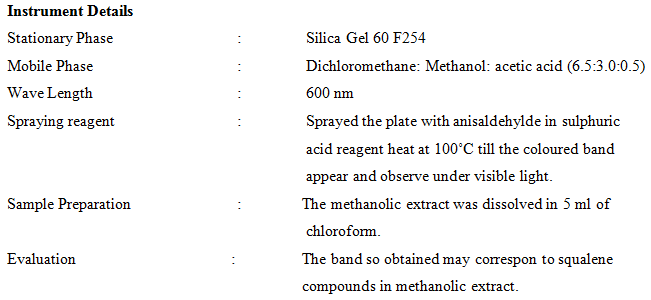 Instrument Details
Stationary Phase : Silica Gel 60 F254
Mobile Phase : Dichloromethane: Methanol: acetic acid (6.5:3.0:0.5)
Wave Length : 600 nm
Spraying reagent : Sprayed the plate with anisaldehylde in sulphuric
acid reagent heat at 100˚C till the coloured band
appear and observe under visible light.
Sample Preparation : The methanolic extract was dissolved in 5 ml of
chloroform.
Evaluation : The band so obtained may correspon to squalene
compounds in methanolic extract.